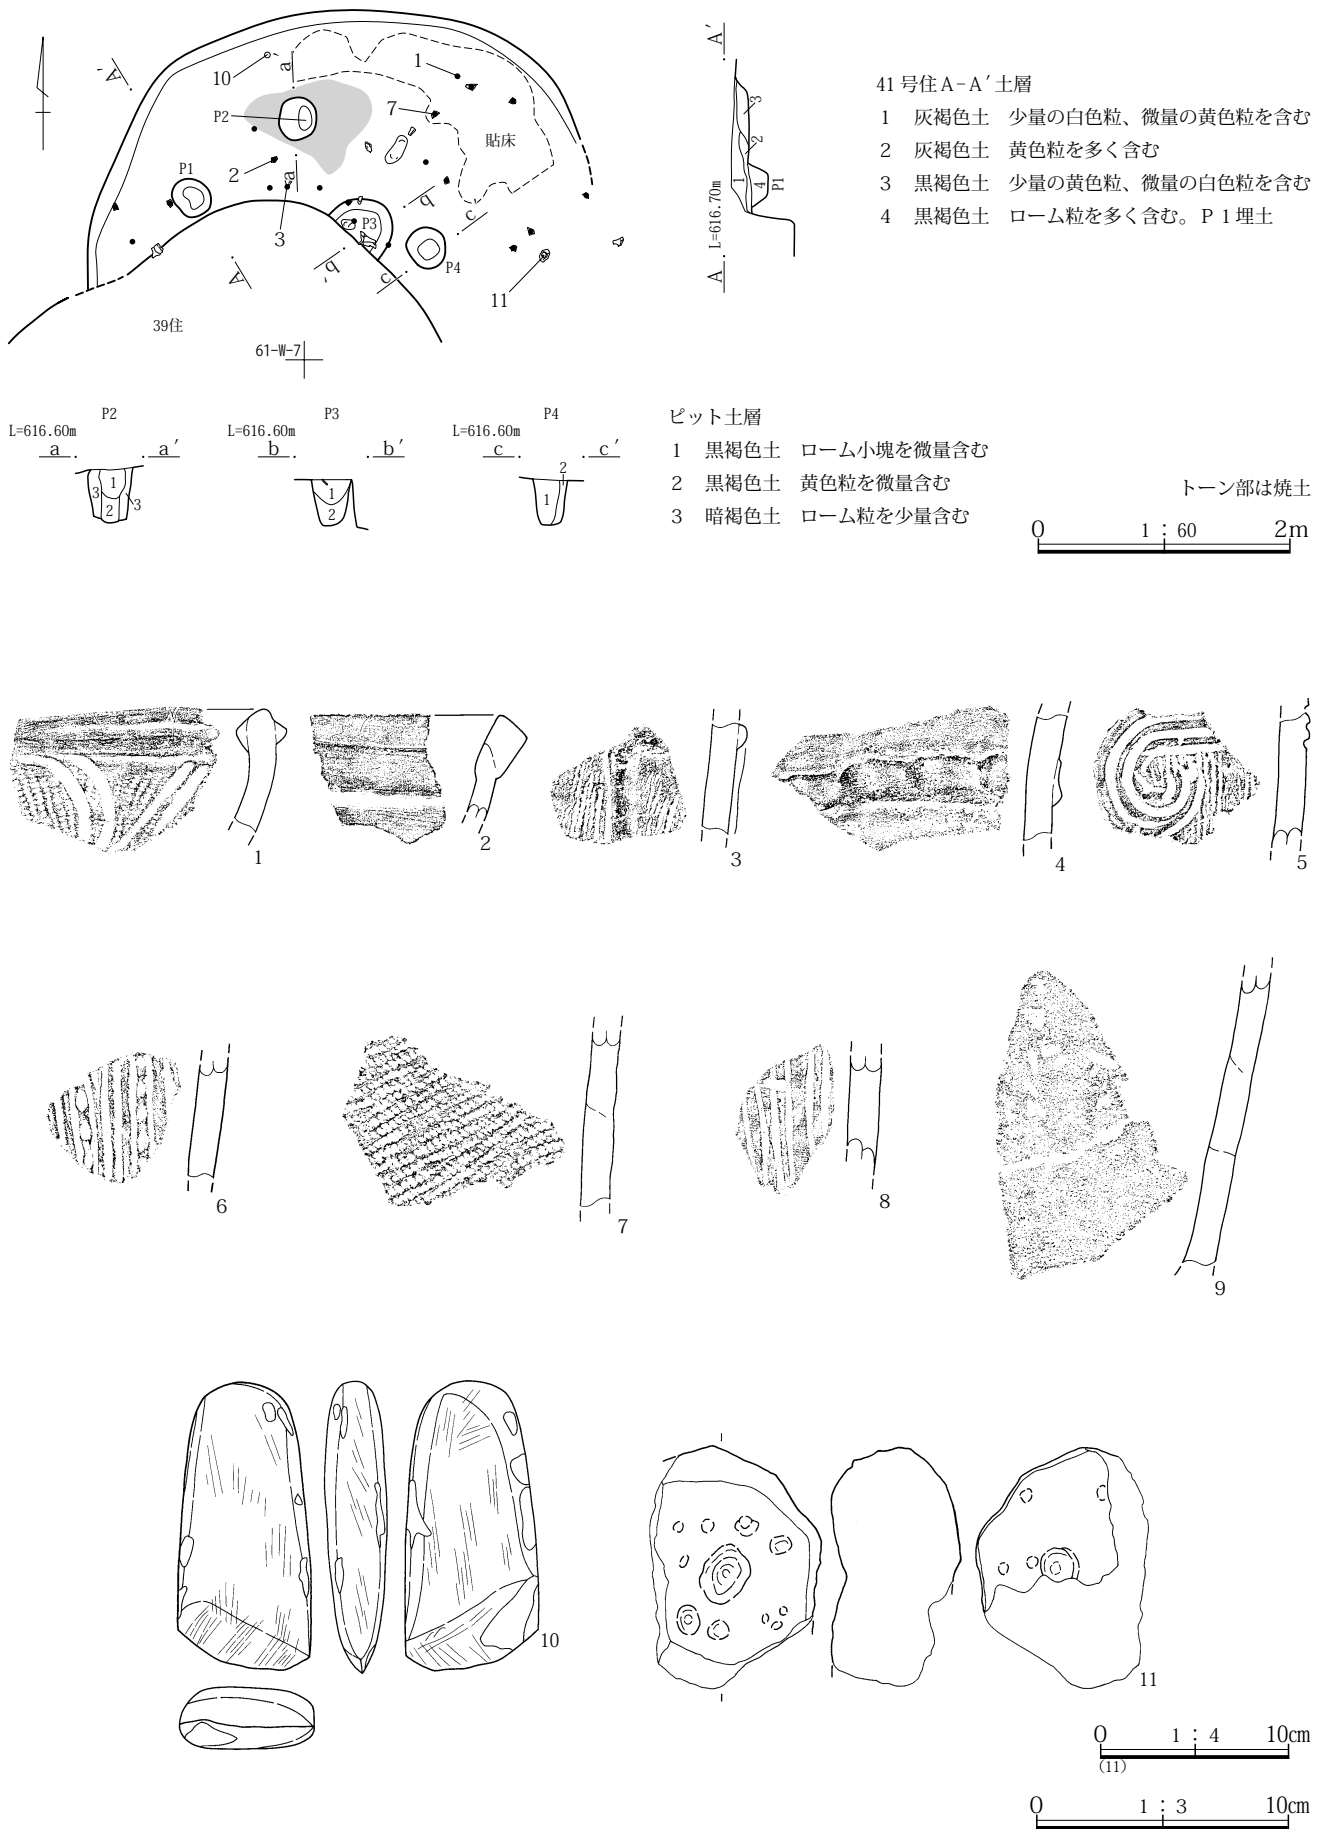 A′
a′
10
1
P2
7
貼床
2
a
P1
3
P3
b
c
P4
A
b′
c′
11
39住
61-W-7
A′
3
2
1
4
P1
L=616.70m
A
41号住A-A′土層
1 灰褐色土 少量の白色粒、微量の黄色粒を含む
2 灰褐色土 黄色粒を多く含む
3 黒褐色土 少量の黄色粒、微量の白色粒を含む
4 黒褐色土 ローム粒を多く含む。P1埋土
P2
L=616.60m
a a′
3 1 2 3
P3
L=616.60m
b b′
1
2
P4
L=616.60m
c c′
2
1
ピット土層
1 黒褐色土 ローム小塊を微量含む
2 黒褐色土 黄色粒を微量含む
3 暗褐色土 ローム粒を少量含む
トーン部は焼土
0 1:60 2m
1
2
3
4
5
6
7
8
9
10
11
0 1:4 10cm
(11)
0 1:3 10cm